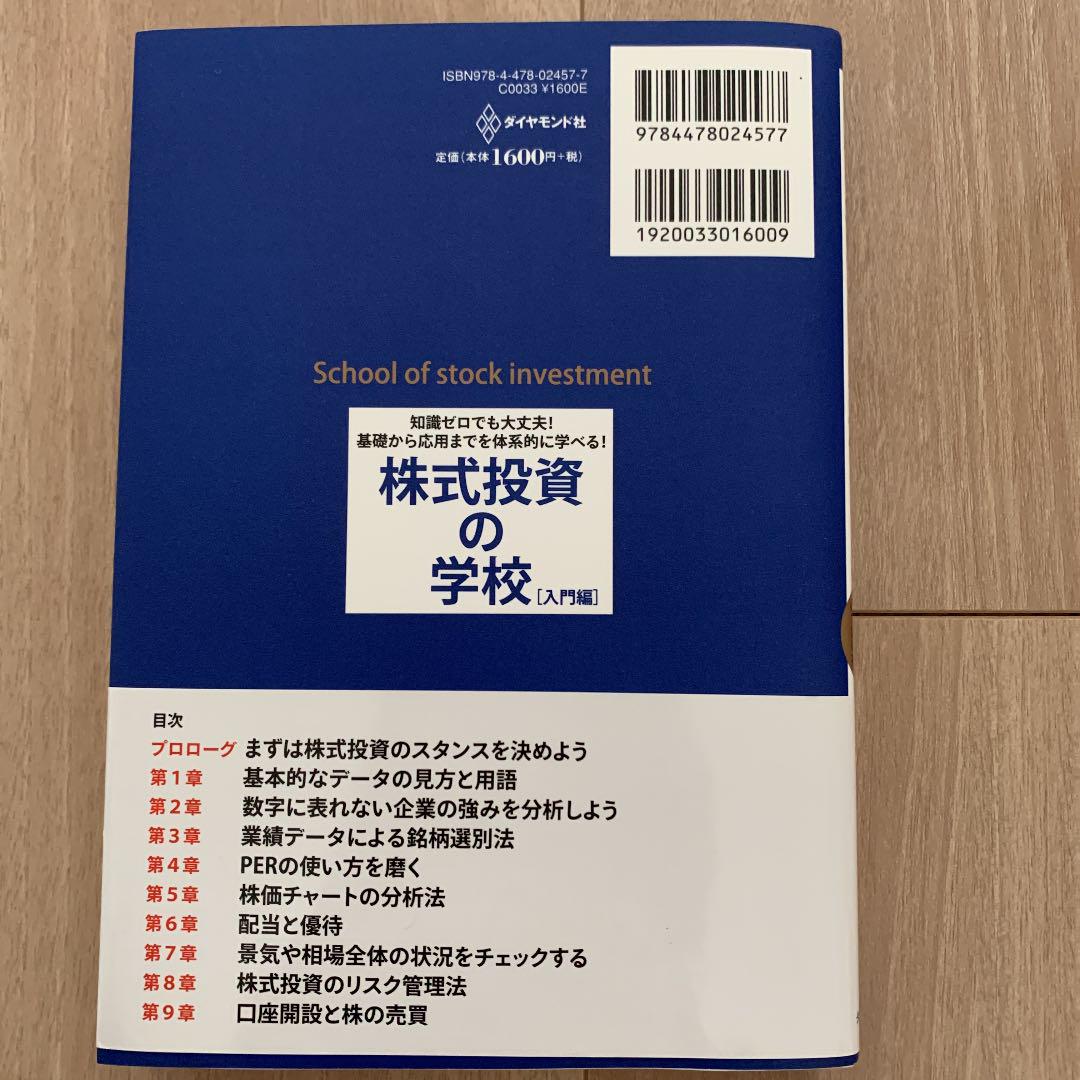 ISBN978-4-478-02457-7
C0033 ¥1600E
ダイヤモンド社
定価(本体1600円+税)
9784478024577
1920033016009
School of stock investment
知識ゼロでも大丈夫!
基礎から応用までを体系的に学べる!
株式投資
の
学校[入門編]
目次
プロローグ まずは株式投資のスタンスを決めよう
第1章 基本的なデータの見方と用語
第2章 数字に表れない企業の強みを分析しよう
第3章 業績データによる銘柄選別法
第4章 PERの使い方を磨く
第5章 株価チャートの分析法
第6章 配当と優待
第7章 景気や相場全体の状況をチェックする
第8章 株式投資のリスク管理法
第9章 口座開設と株の売買